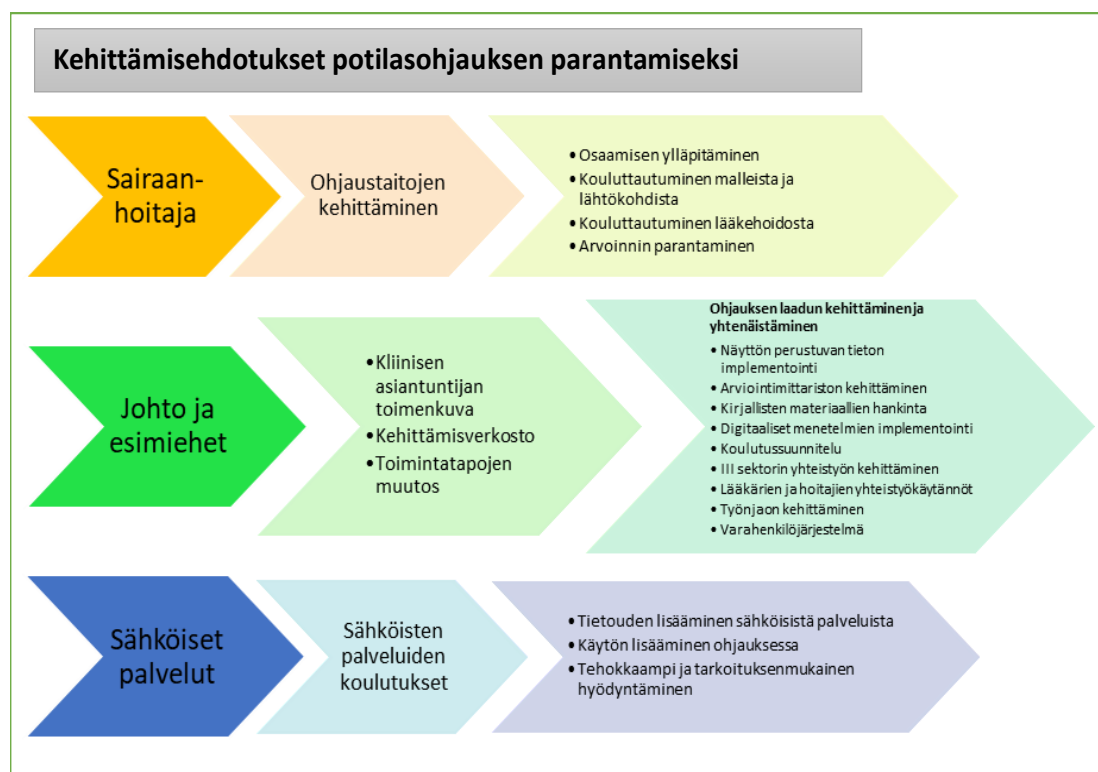 Kehittämisehdotukset potilasohjauksen parantamiseksi
Sairaan-
hoitaja
Ohjaustaitojen
kehittäminen
• Osaamisen ylläpitäminen
• Kouluttautuminen malleista ja
lähtökohdista
• Kouluttautuminen lääkehoidosta
• Arvoinnin parantaminen
Johto ja
esimiehet
• Kliinisen
asiantuntijan
toimenkuva
• Kehittämisverkosto
• Toimintatapojen
muutos
Ohjauksen laadun kehittäminen ja
yhtenäistäminen
• Näyttön perustuvan tieton
implementointi
• Arviointimittariston kehittäminen
• Kirjallisten materiaallien hankinta
• Digitaaliset menetelmien implementointi
• Koulutussuunnitelu
• III sektorin yhteistyön kehittäminen
• Lääkärien ja hoitajien yhteistyökäytännöt
• Työnjaon kehittäminen
• Varahenkilöjärjestelmä
Sähköiset
palvelut
Sähköisten
palveluiden
koulutukset
• Tietouden lisääminen sähköisistä palveluista
• Käytön lisääminen ohjauksessa
• Tehokkaampi ja tarkoituksenmukainen
hyödyntäminen